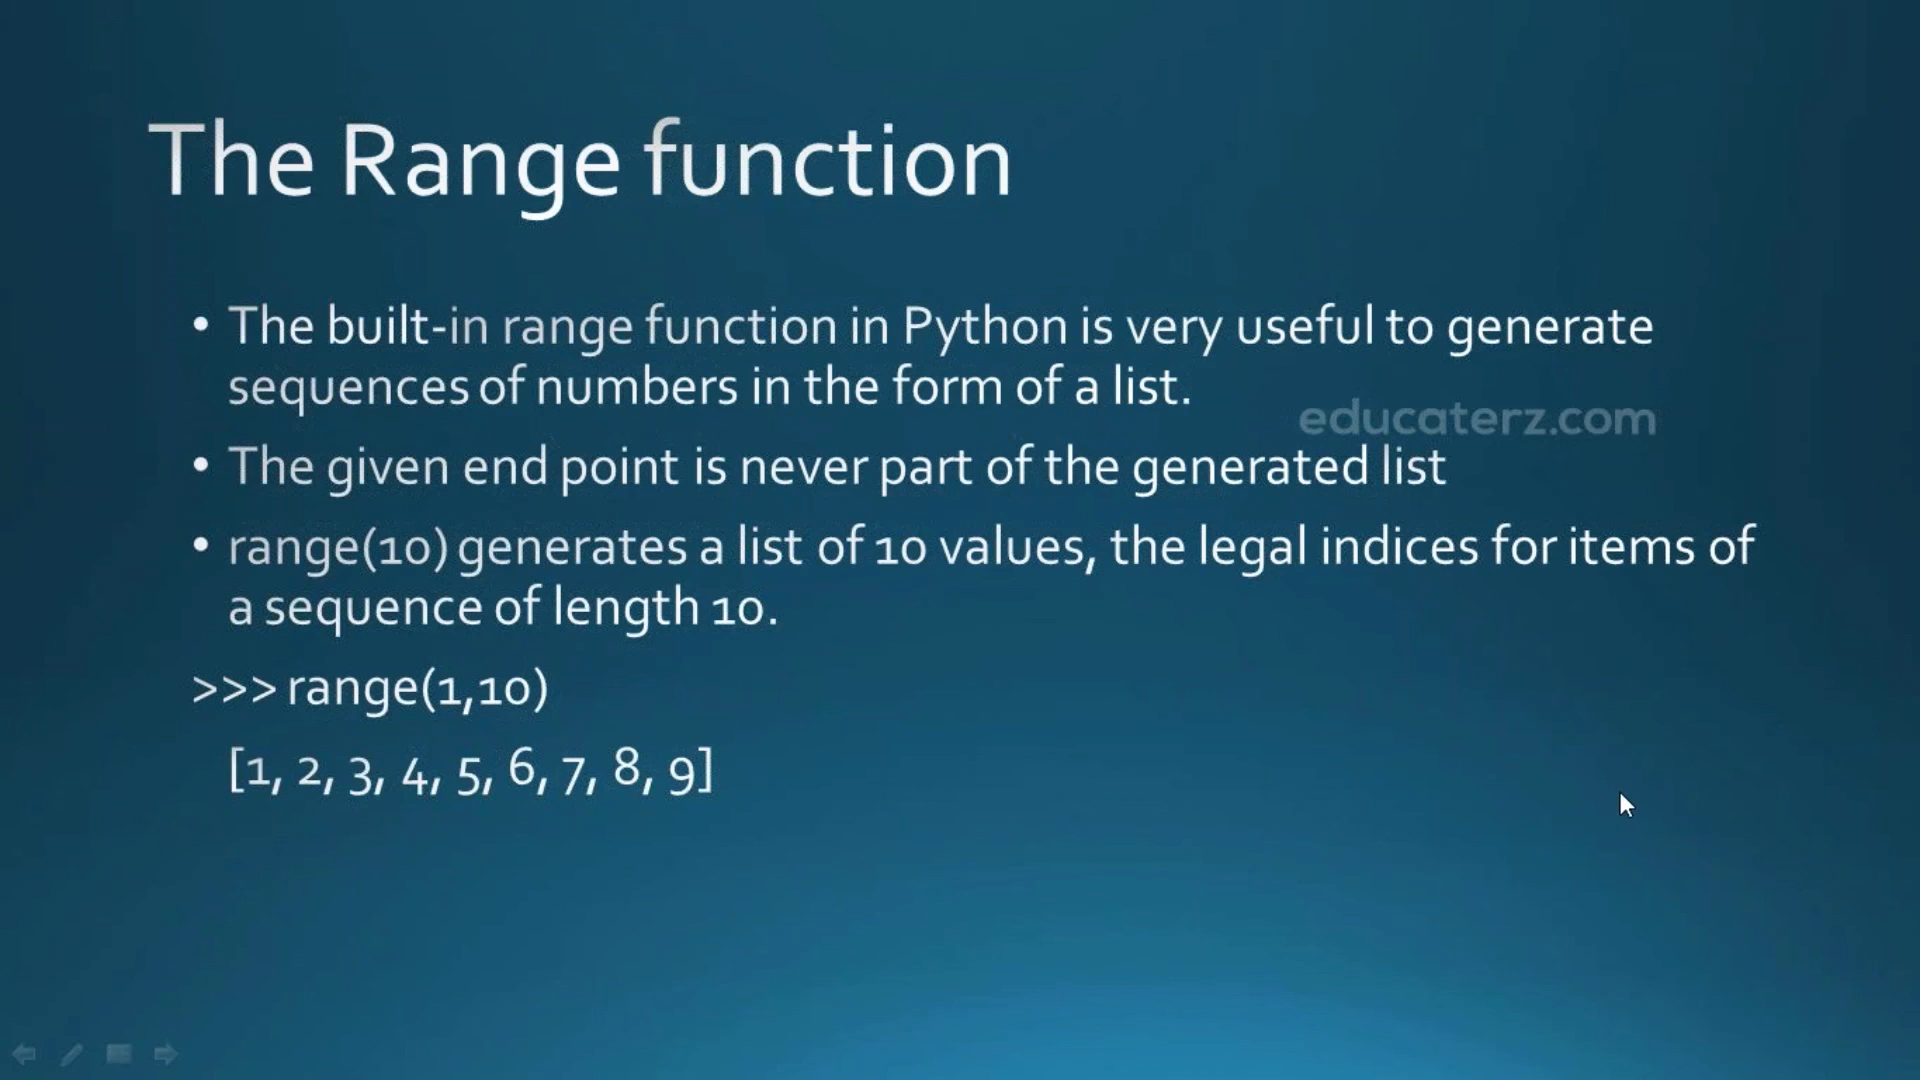 The Range function
• The built-in range function in Python is very useful to generate
sequences of numbers in the form of a list.
educaterz.com
• The given end point is never part of the generated list
• range(10) generates a list of 10 values, the legal indices for items of
a sequence of length 10.
>>> range(1,10)
[1, 2, 3, 4, 5, 6, 7, 8, 9]